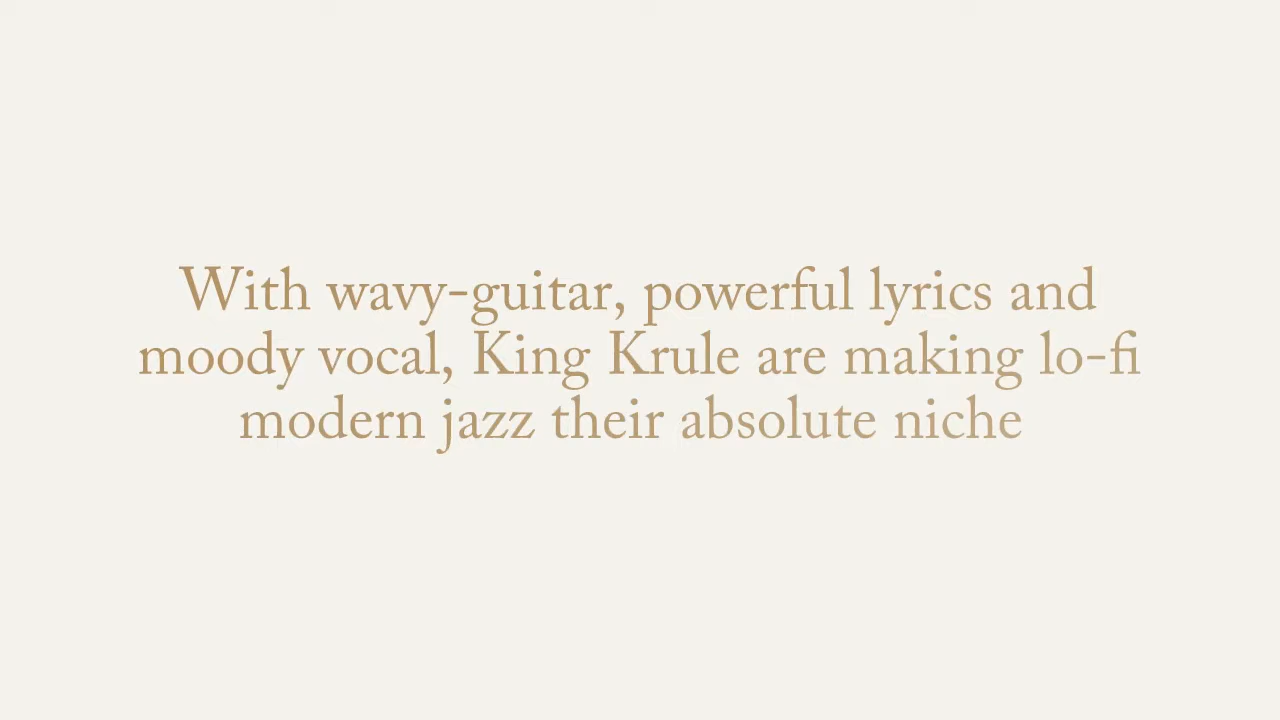 With wavy-guitar, powerful lyrics and
moody vocal, King Krule are making lo-fi
modern jazz their absolute niche